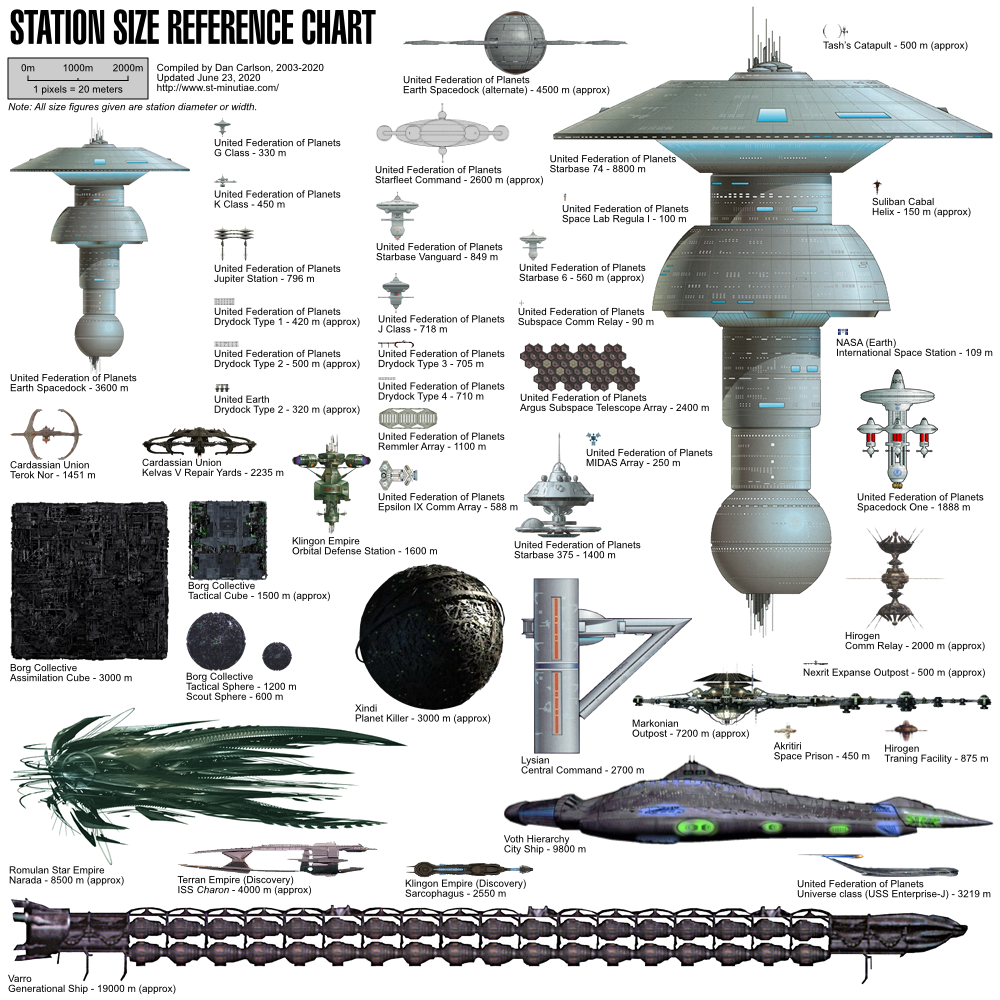 STATION SIZE REFERENCE CHART
0m 1000m 2000m
1 pixels = 20 meters
Compiled by Dan Carlson, 2003-2020
Updated June 23, 2020
http://www.st-minutiae.com/
Note: All size figures given are station diameter or width.
United Federation of Planets
Earth Spacedock (alternate) - 4500 m (approx)
Tash's Catapult - 500 m (approx)
United Federation of Planets
G Class - 330 m
United Federation of Planets
Starfleet Command - 2600 m (approx)
United Federation of Planets
Starbase 74 - 8800 m
United Federation of Planets
K Class - 450 m
United Federation of Planets
Space Lab Regula I - 100 m
Suliban Cabal
Helix - 150 m (approx)
United Federation of Planets
Starbase Vanguard - 849 m
United Federation of Planets
Jupiter Station - 796 m
United Federation of Planets
Starbase 6 - 560 m (approx)
United Federation of Planets
Drydock Type 1 - 420 m (approx)
United Federation of Planets
J Class - 718 m
United Federation of Planets
Subspace Comm Relay - 90 m
NASA (Earth)
International Space Station - 109 m
United Federation of Planets
Drydock Type 2 - 500 m (approx)
United Federation of Planets
Drydock Type 3 - 705 m
United Federation of Planets
Earth Spacedock - 3600 m
United Earth
Drydock Type 2 - 320 m (approx)
United Federation of Planets
Drydock Type 4 - 710 m
United Federation of Planets
Argus Subspace Telescope Array - 2400 m
United Federation of Planets
Remmler Array - 1100 m
United Federation of Planets
MIDAS Array - 250 m
Cardassian Union
Terok Nor - 1451 m
Cardassian Union
Kelvas V Repair Yards - 2235 m
United Federation of Planets
Epsilon IX Comm Array - 588 m
United Federation of Planets
Spacedock One - 1888 m
Klingon Empire
Orbital Defense Station - 1600 m
United Federation of Planets
Starbase 375 - 1400 m
Borg Collective
Tactical Cube - 1500 m (approx)
Hirogen
Comm Relay - 2000 m (approx)
Borg Collective
Assimilation Cube - 3000 m
Borg Collective
Tactical Sphere - 1200 m
Scout Sphere - 600 m
Nexrit Expanse Outpost - 500 m (approx)
Xindi
Planet Killer - 3000 m (approx)
Markonian
Outpost - 7200 m (approx)
Akritiri
Space Prison - 450 m
Hirogen
Traning Facility - 875 m
Lysian
Central Command - 2700 m
Voth Hierarchy
City Ship - 9800 m
Romulan Star Empire
Narada - 8500 m (approx)
Terran Empire (Discovery)
ISS Charon - 4000 m (approx)
Klingon Empire (Discovery)
Sarcophagus - 2550 m
United Federation of Planets
Universe class (USS Enterprise-J) - 3219 m
Varro
Generational Ship - 19000 m (approx)